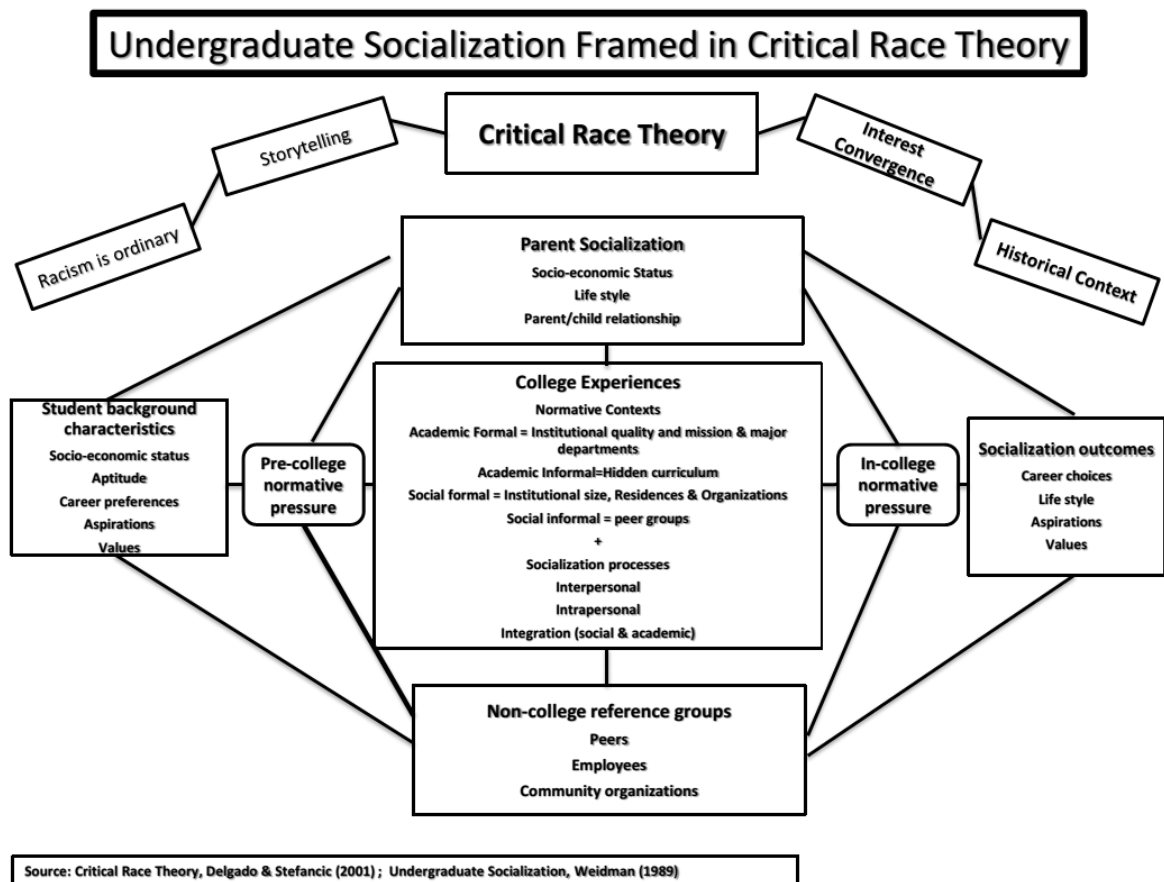 Undergraduate Socialization Framed in Critical Race Theory
Critical Race Theory
Storytelling
Racism is ordinary
Interest
Convergence
Historical Context
Parent Socialization
Socio-economic Status
Life style
Parent/child relationship
Student background
characteristics
Socio-economic status
Aptitude
Career preferences
Aspirations
Values
Pre-college
normative
pressure
College Experiences
Normative Contexts
Academic Formal = Institutional quality and mission & major
departments
Academic Informal=Hidden curriculum
Social formal = Institutional size, Residences & Organizations
Social informal = peer groups
+
Socialization processes
Interpersonal
Intrapersonal
Integration (social & academic)
In-college
normative
pressure
Socialization outcomes
Career choices
Life style
Aspirations
Values
Non-college reference groups
Peers
Employees
Community organizations
Source: Critical Race Theory, Delgado & Stefancic (2001) ; Undergraduate Socialization, Weidman (1989)